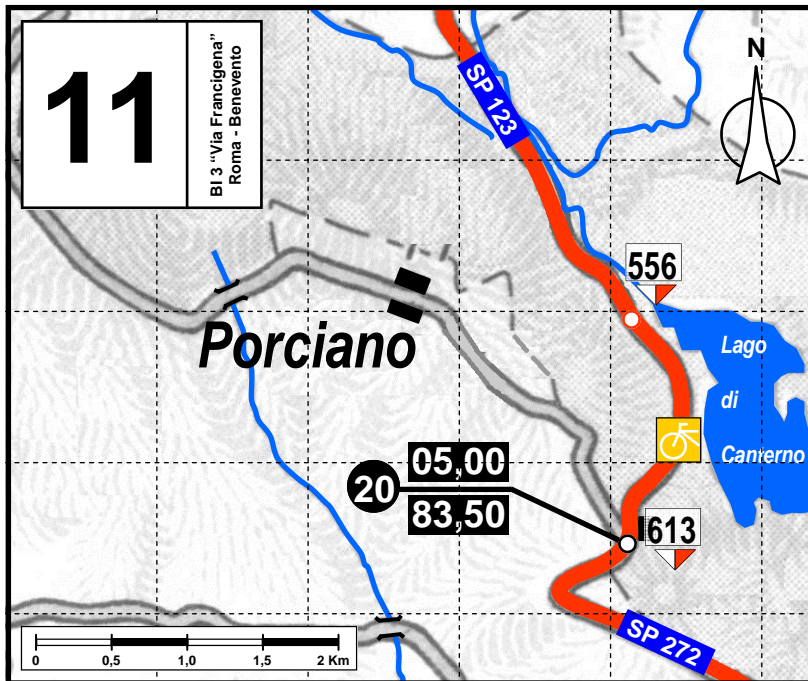 11
BI 3 “Via Francigena”
Roma - Benevento
SP 123
N
556
Porciano
Lago
di
Canterno
20
05,00
83,50
613
SP 272
0 0,5 1,0 1,5 2 Km